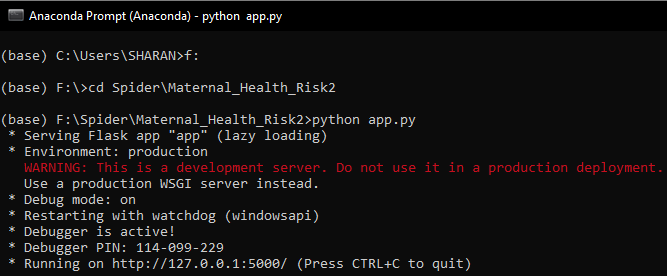 Anaconda Prompt (Anaconda) - python app.py
(base) C:\Users\SHARAN>f:
(base) F:\>cd Spider\Maternal_Health_Risk2
(base) F:\Spider\Maternal_Health_Risk2>python app.py
* Serving Flask app "app" (lazy loading)
* Environment: production
WARNING: This is a development server. Do not use it in a production deployment.
Use a production WSGI server instead.
* Debug mode: on
* Restarting with watchdog (windowsapi)
* Debugger is active!
* Debugger PIN: 114-099-229
* Running on http://127.0.0.1:5000/ (Press CTRL+C to quit)